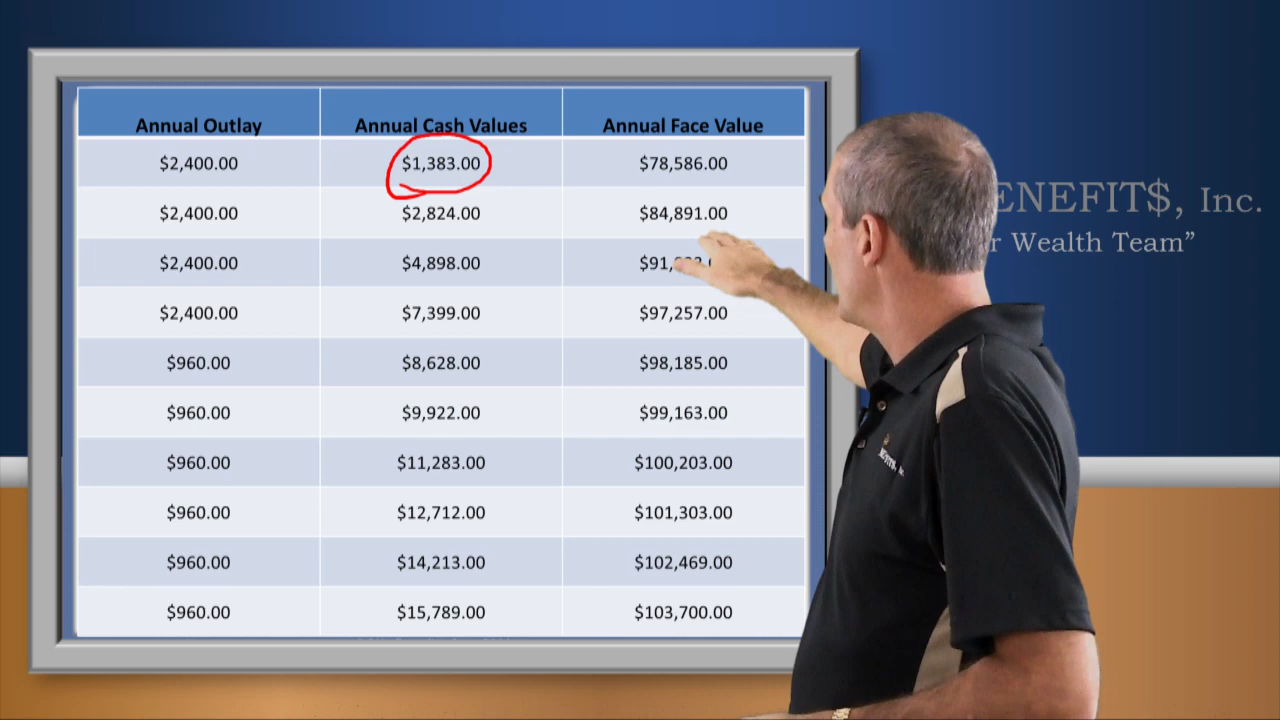 Annual Outlay Annual Cash Values Annual Face Value
$2,400.00 $1,383.00 $78,586.00
$2,400.00 $2,824.00 $84,891.00
$2,400.00 $4,898.00
$2,400.00 $7,399.00 $97,257.00
$960.00 $8,628.00 $98,185.00
$960.00 $9,922.00 $99,163.00
$960.00 $11,283.00 $100,203.00
$960.00 $12,712.00 $101,303.00
$960.00 $14,213.00 $102,469.00
$960.00 $15,789.00 $103,700.00
ENEFIT$, Inc.
Wealth Team”